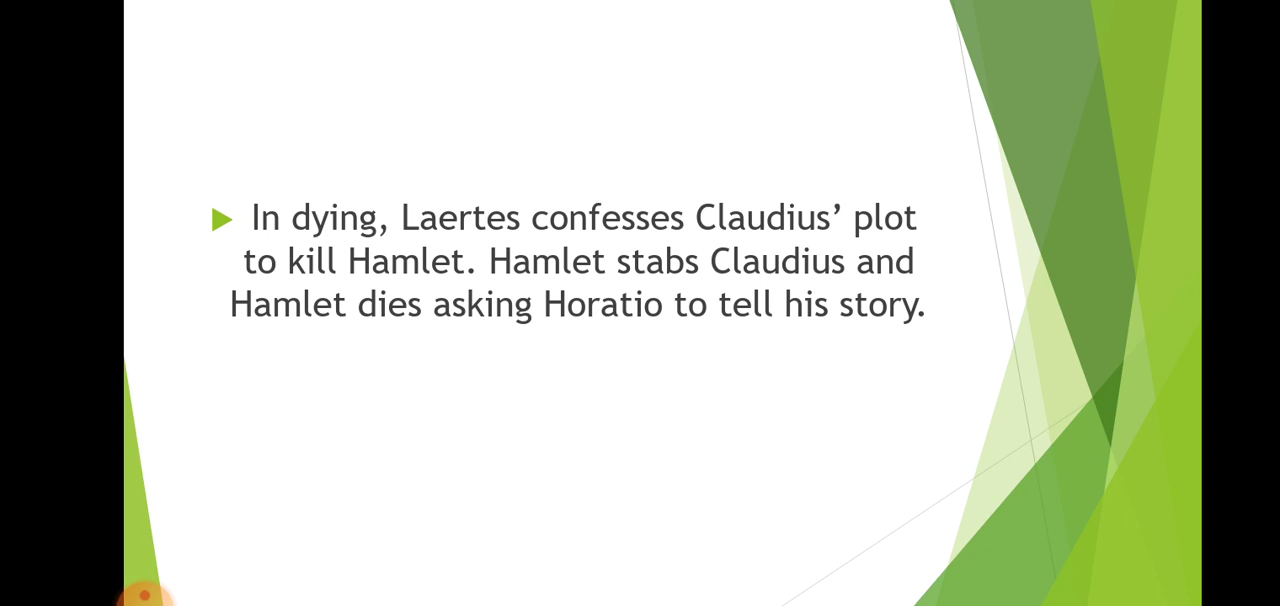 In dying, Laertes confesses Claudius’ plot
to kill Hamlet. Hamlet stabs Claudius and
Hamlet dies asking Horatio to tell his story.